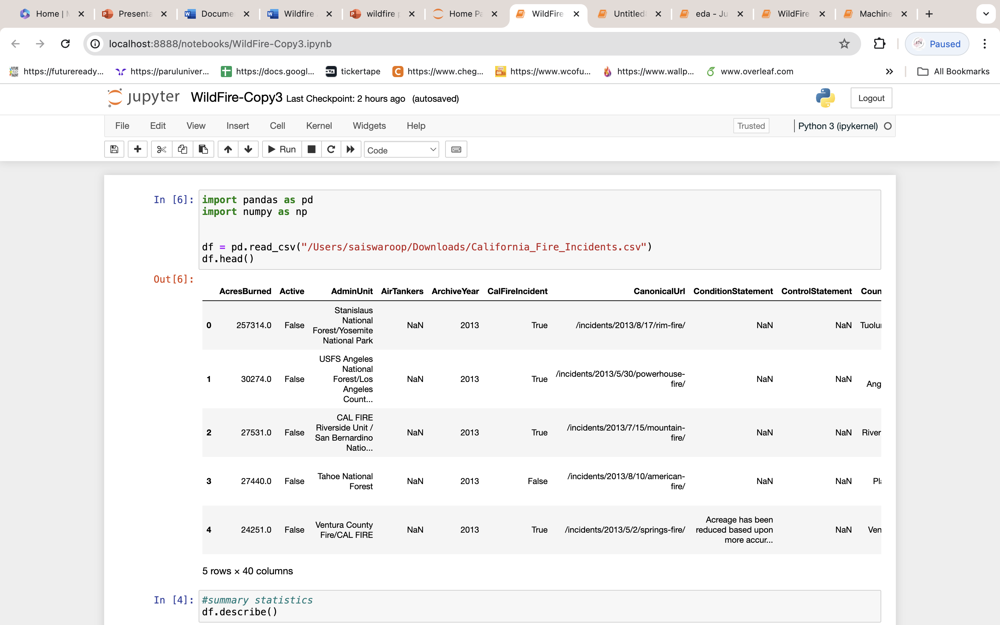 Home | Presenta Docume Wildfire wildfire Home Pa WildFire Untitled eda - Ju WildFire Machine
localhost:8888/notebooks/WildFire-Copy3.ipynb
174 Paused
https://futureready... https://paruluniver... https://docs.googl... tickertape https://www.cheg... https://www.wcofu... https://www.wallp... www.overleaf.com All Bookmarks
jupyter WildFire-Copy3 Last Checkpoint: 2 hours ago (autosaved) Logout
File Edit View Insert Cell Kernel Widgets Help Trusted Python 3 (ipykernel)
Run Code
In [6]: import pandas as pd
import numpy as np
df = pd.read_csv("/Users/saiswaroop/Downloads/California_Fire_Incidents.csv")
df.head()
Out[6]:
AcresBurned Active AdminUnit AirTankers ArchiveYear CalFireIncident CanonicalUrl ConditionStatement ControlStatement Coun
Stanislaus
National
0 257314.0 False Forest/Yosemite NaN 2013 True /incidents/2013/8/17/rim-fire/ NaN NaN Tuolu
National Park
USFS Angeles
National
1 30274.0 False Forest/Los NaN 2013 True /incidents/2013/5/30/powerhouse- NaN NaN
Angeles fire/ Ang
Count...
CAL FIRE
2 27531.0 False Riverside Unit / NaN 2013 True /incidents/2013/7/15/mountain- NaN NaN River
San Bernardino fire/
Natio...
3 27440.0 False Tahoe National NaN 2013 False /incidents/2013/8/10/american- NaN NaN Pla
Forest fire/
Acreage has been
4 24251.0 False Ventura County NaN 2013 True /incidents/2013/5/2/springs-fire/ reduced based upon NaN Ven
Fire/CAL FIRE more accur...
5 rows × 40 columns
In [4]: #summary statistics
df.describe()